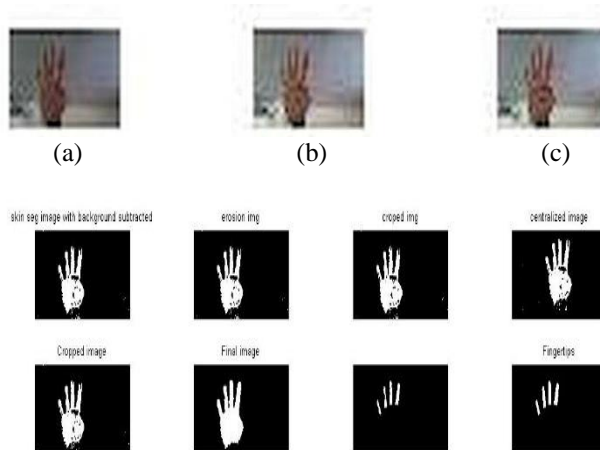 (a) (b) (c)
skin seg image with background subtracted erosion img croped img centralized image
Cropped image Final image Fingertips